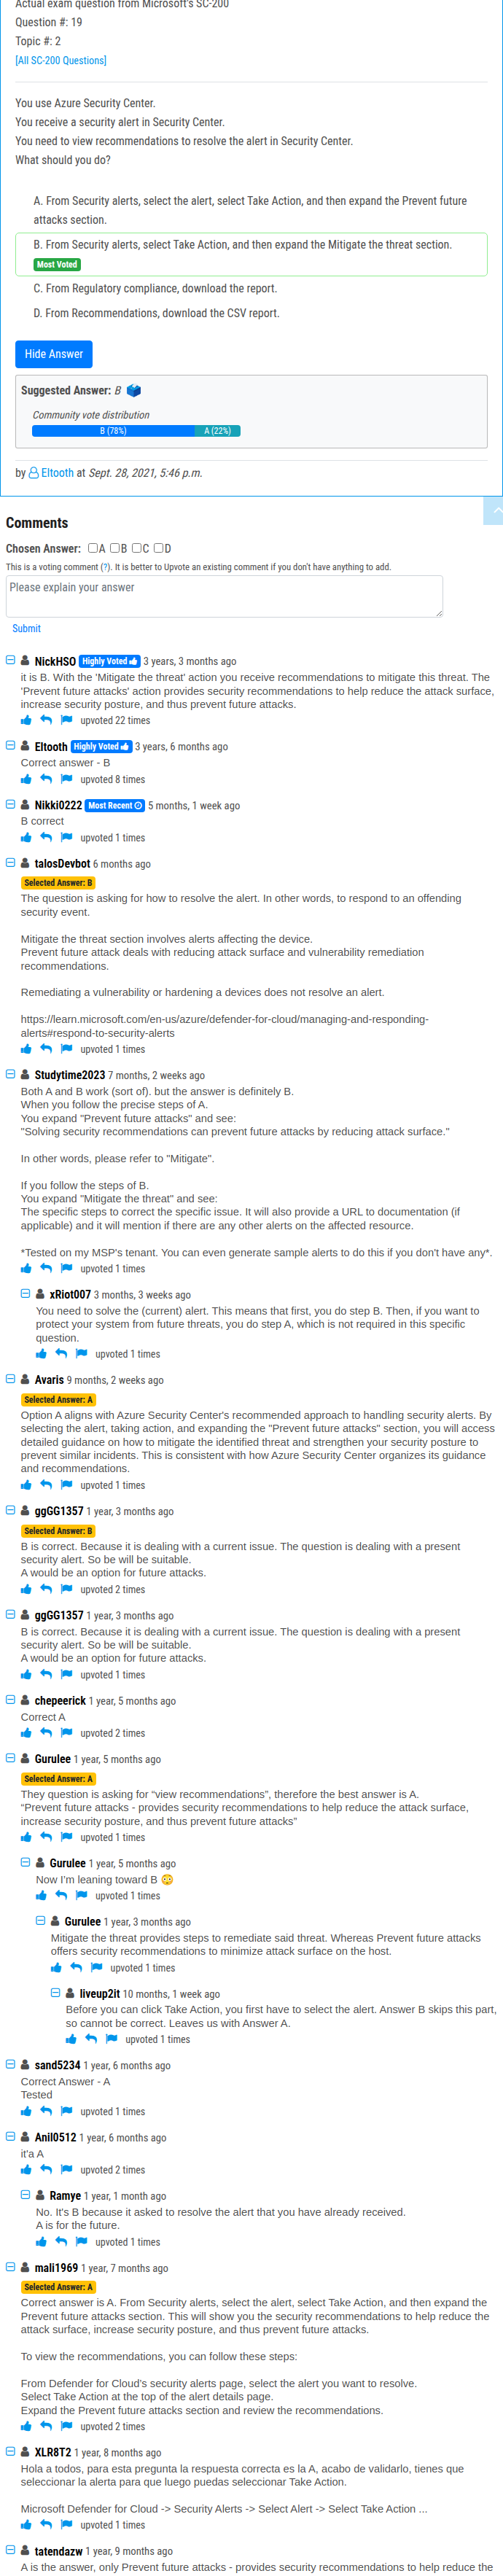 Actual exam question from Microsoft's SC-200
Question #: 19
Topic #: 2
[All SC-200 Questions]
You use Azure Security Center.
You receive a security alert in Security Center.
You need to view recommendations to resolve the alert in Security Center.
What should you do?
A. From Security alerts, select the alert, select Take Action, and then expand the Prevent future
attacks section.
B. From Security alerts, select Take Action, and then expand the Mitigate the threat section.
Most Voted
C. From Regulatory compliance, download the report.
D. From Recommendations, download the CSV report.
Hide Answer
Suggested Answer: B
Community vote distribution
B (78%) A (22%)
by Eltooth at Sept. 28, 2021, 5:46 p.m.
Comments
Chosen Answer: A B C D
This is a voting comment (?). It is better to Upvote an existing comment if you don't have anything to add.
Please explain your answer
Submit
NickHSO Highly Voted 3 years, 3 months ago
it is B. With the 'Mitigate the threat' action you receive recommendations to mitigate this threat. The
'Prevent future attacks' action provides security recommendations to help reduce the attack surface,
increase security posture, and thus prevent future attacks.
upvoted 22 times
Eltooth Highly Voted 3 years, 6 months ago
Correct answer - B
upvoted 8 times
Nikki0222 Most Recent 5 months, 1 week ago
B correct
upvoted 1 times
talosDevbot 6 months ago
Selected Answer: B
The question is asking for how to resolve the alert. In other words, to respond to an offending
security event.
Mitigate the threat section involves alerts affecting the device.
Prevent future attack deals with reducing attack surface and vulnerability remediation
recommendations.
Remediating a vulnerability or hardening a devices does not resolve an alert.
https://learn.microsoft.com/en-us/azure/defender-for-cloud/managing-and-responding-
alerts#respond-to-security-alerts
upvoted 1 times
Studytime2023 7 months, 2 weeks ago
Both A and B work (sort of). but the answer is definitely B.
When you follow the precise steps of A.
You expand "Prevent future attacks" and see:
"Solving security recommendations can prevent future attacks by reducing attack surface."
In other words, please refer to "Mitigate".
If you follow the steps of B.
You expand "Mitigate the threat" and see:
The specific steps to correct the specific issue. It will also provide a URL to documentation (if
applicable) and it will mention if there are any other alerts on the affected resource.
*Tested on my MSP's tenant. You can even generate sample alerts to do this if you don't have any*.
upvoted 1 times
xRiot007 3 months, 3 weeks ago
You need to solve the (current) alert. This means that first, you do step B. Then, if you want to
protect your system from future threats, you do step A, which is not required in this specific
question.
upvoted 1 times
Avaris 9 months, 2 weeks ago
Selected Answer: A
Option A aligns with Azure Security Center's recommended approach to handling security alerts. By
selecting the alert, taking action, and expanding the "Prevent future attacks" section, you will access
detailed guidance on how to mitigate the identified threat and strengthen your security posture to
prevent similar incidents. This is consistent with how Azure Security Center organizes its guidance
and recommendations.
upvoted 1 times
ggGG1357 1 year, 3 months ago
Selected Answer: B
B is correct. Because it is dealing with a current issue. The question is dealing with a present
security alert. So be will be suitable.
A would be an option for future attacks.
upvoted 2 times
ggGG1357 1 year, 3 months ago
B is correct. Because it is dealing with a current issue. The question is dealing with a present
security alert. So be will be suitable.
A would be an option for future attacks.
upvoted 1 times
chepeerick 1 year, 5 months ago
Correct A
upvoted 2 times
Gurulee 1 year, 5 months ago
Selected Answer: A
They question is asking for “view recommendations”, therefore the best answer is A.
“Prevent future attacks - provides security recommendations to help reduce the attack surface,
increase security posture, and thus prevent future attacks”
upvoted 1 times
Gurulee 1 year, 5 months ago
Now I'm leaning toward B 😳
upvoted 1 times
Gurulee 1 year, 3 months ago
Mitigate the threat provides steps to remediate said threat. Whereas Prevent future attacks
offers security recommendations to minimize attack surface on the host.
upvoted 1 times
liveup2it 10 months, 1 week ago
Before you can click Take Action, you first have to select the alert. Answer B skips this part,
so cannot be correct. Leaves us with Answer A.
upvoted 1 times
sand5234 1 year, 6 months ago
Correct Answer - A
Tested
upvoted 1 times
Anil0512 1 year, 6 months ago
it'a A
upvoted 2 times
Ramye 1 year, 1 month ago
No. It's B because it asked to resolve the alert that you have already received.
A is for the future.
upvoted 1 times
mali1969 1 year, 7 months ago
Selected Answer: A
Correct answer is A. From Security alerts, select the alert, select Take Action, and then expand the
Prevent future attacks section. This will show you the security recommendations to help reduce the
attack surface, increase security posture, and thus prevent future attacks.
To view the recommendations, you can follow these steps:
From Defender for Cloud's security alerts page, select the alert you want to resolve.
Select Take Action at the top of the alert details page.
Expand the Prevent future attacks section and review the recommendations.
upvoted 2 times
XLR8T2 1 year, 8 months ago
Hola a todos, para esta pregunta la respuesta correcta es la A, acabo de validarlo, tienes que
seleccionar la alerta para que luego puedas seleccionar Take Action.
Microsoft Defender for Cloud -> Security Alerts -> Select Alert -> Select Take Action ...
upvoted 1 times
tatendazw 1 year, 9 months ago
A is the answer, only Prevent future attacks - provides security recommendations to help reduce the